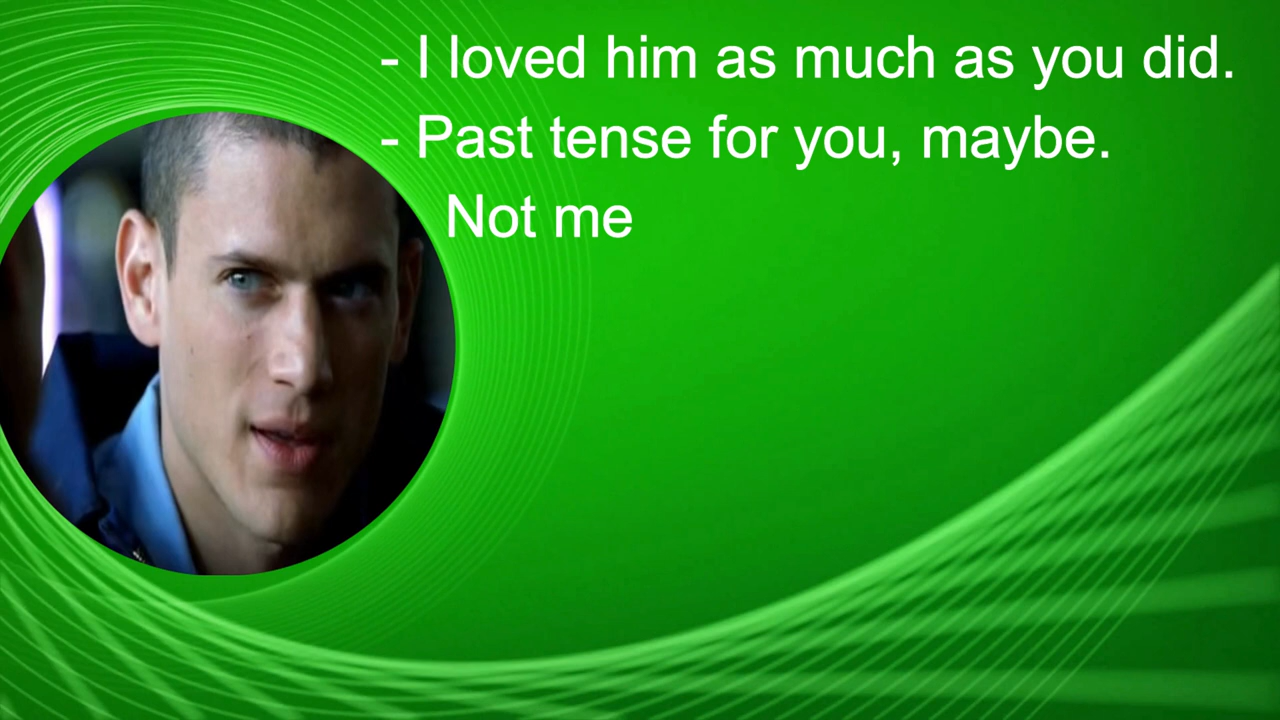 - I loved him as much as you did.
- Past tense for you, maybe.
Not me